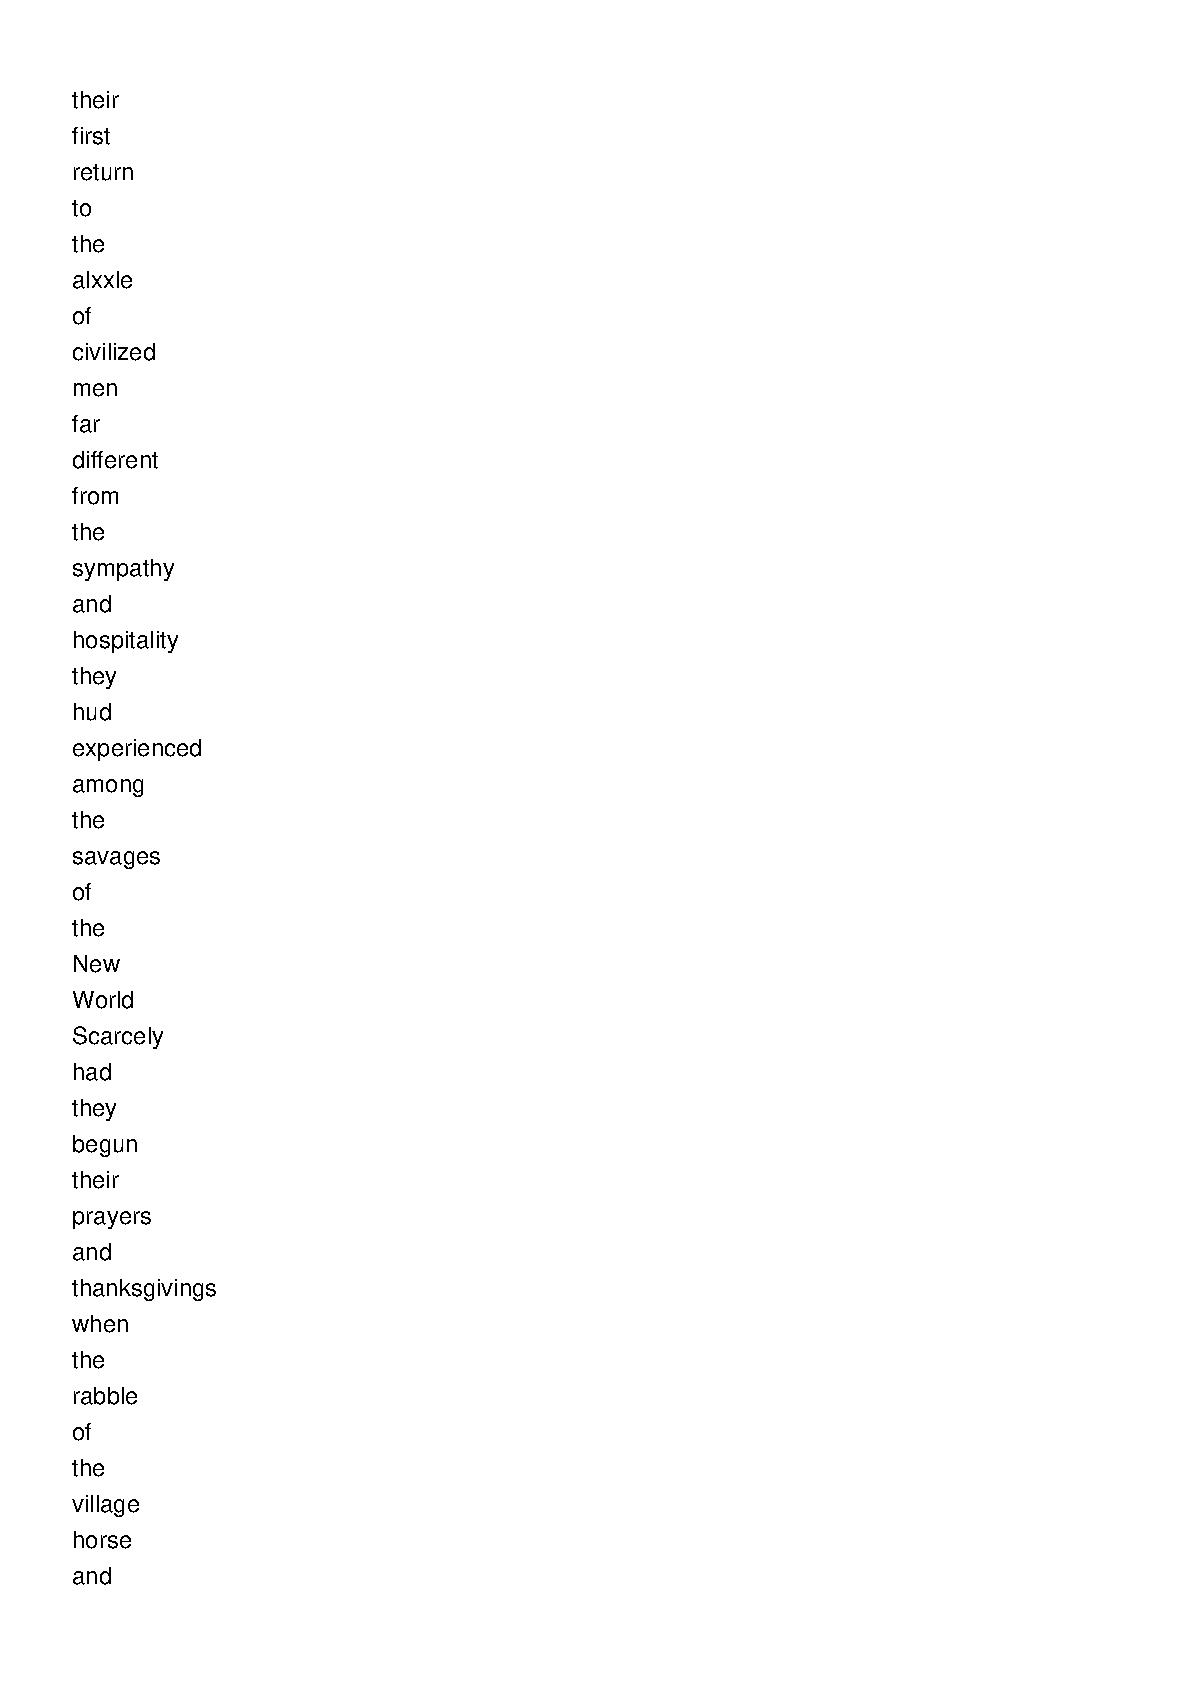 their
first
return
to
the
alxxle
of
civilized
men
far
different
from
the
sympathy
and
hospitality
they
hud
experienced
among
the
savages
of
the
New
World
Scarcely
had
they
begun
their
prayers
and
thanksgivings
when
the
rabble
of
the
village
horse
and